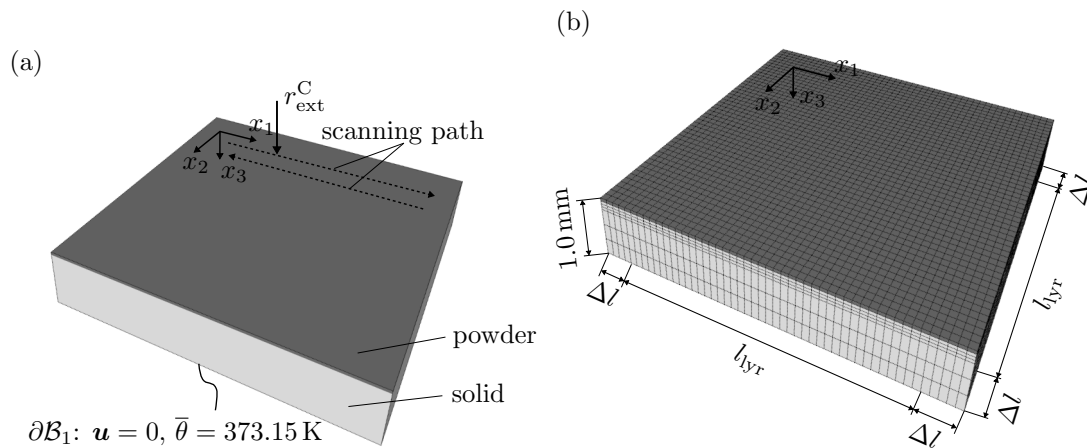 (a)
r_ext^C
x₁
scanning path
x₂
x₃
powder
solid
∂ℬ₁: u = 0, θ̅ = 373.15 K
(b)
x₁
x₂
x₃
Δl
1.0 mm
l_lyr
Δl
l_lyr
Δl
Δl